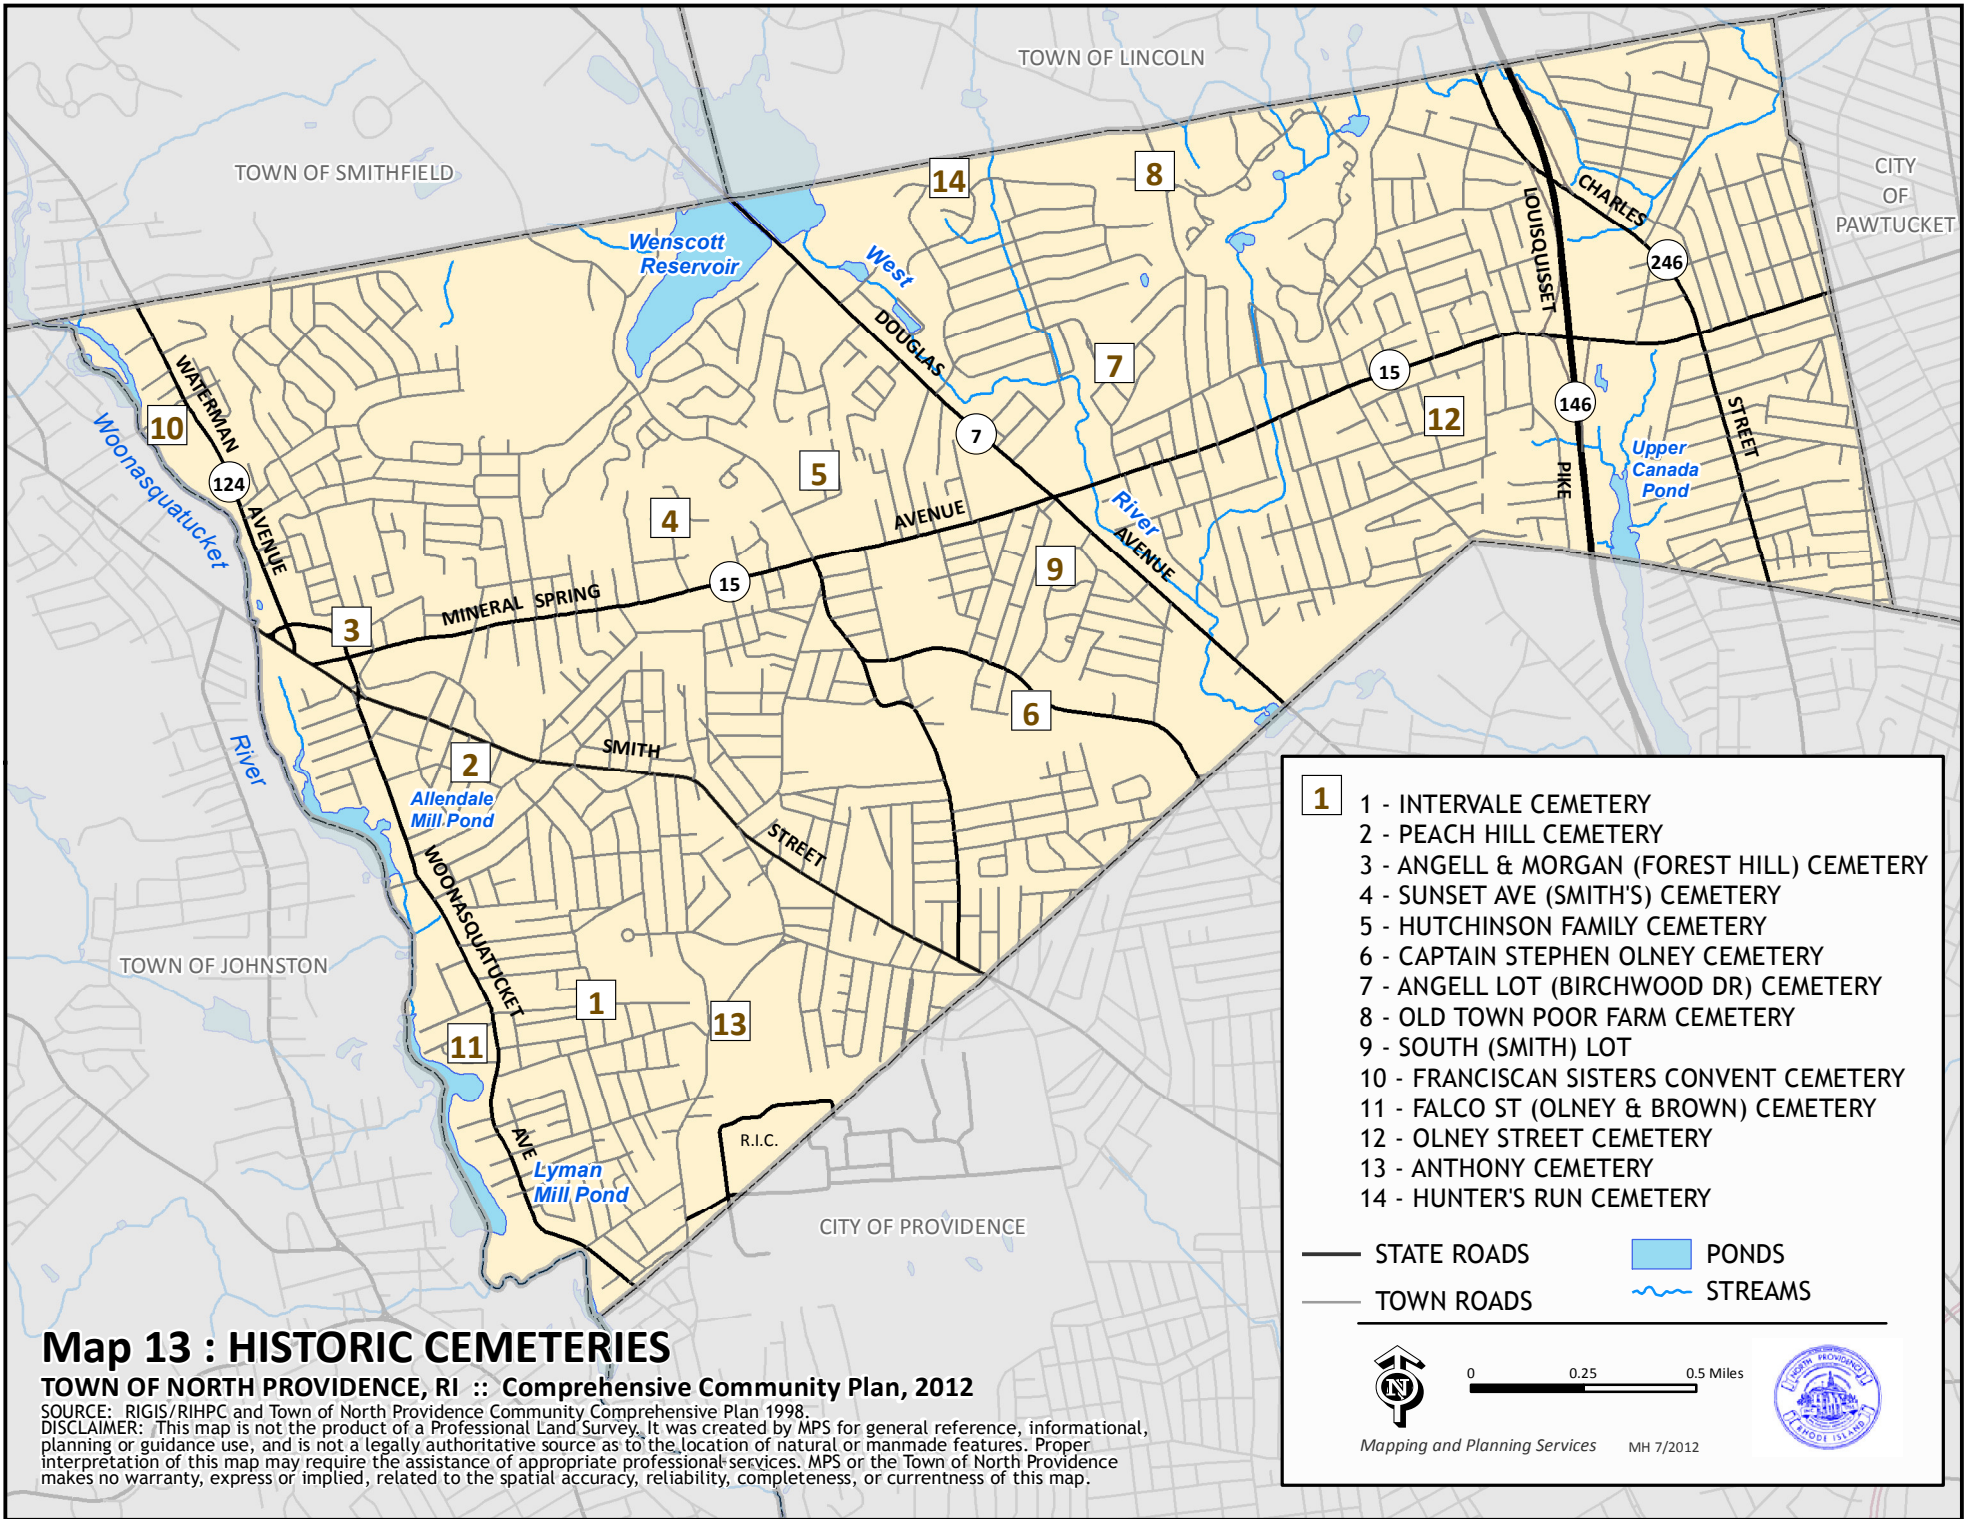 TOWN OF LINCOLN
TOWN OF SMITHFIELD
CITY
OF
PAWTUCKET
14
8
Wenscott
Reservoir
West
LOUISQUISSET
CHARLES
246
DOUGLAS
WATERMAN
7
15
146
12
STREET
10
7
124
AVENUE
Woonasquatucket
5
4
AVENUE
River
AVENUE
PIKE
Upper
Canada
Pond
9
15
MINERAL SPRING
3
6
SMITH
2
River
Allendale
Mill Pond
STREET
WOONASQUATUCKET
TOWN OF JOHNSTON
1
13
11
R.I.C.
AVE
Lyman
Mill Pond
CITY OF PROVIDENCE
1
1 - INTERVALE CEMETERY
2 - PEACH HILL CEMETERY
3 - ANGELL & MORGAN (FOREST HILL) CEMETERY
4 - SUNSET AVE (SMITH'S) CEMETERY
5 - HUTCHINSON FAMILY CEMETERY
6 - CAPTAIN STEPHEN OLNEY CEMETERY
7 - ANGELL LOT (BIRCHWOOD DR) CEMETERY
8 - OLD TOWN POOR FARM CEMETERY
9 - SOUTH (SMITH) LOT
10 - FRANCISCAN SISTERS CONVENT CEMETERY
11 - FALCO ST (OLNEY & BROWN) CEMETERY
12 - OLNEY STREET CEMETERY
13 - ANTHONY CEMETERY
14 - HUNTER'S RUN CEMETERY
STATE ROADS
PONDS
TOWN ROADS
STREAMS
N
0 0.25 0.5 Miles
Mapping and Planning Services MH 7/2012
NORTH PROVIDENCE
RHODE ISLAND
Map 13 : HISTORIC CEMETERIES
TOWN OF NORTH PROVIDENCE, RI :: Comprehensive Community Plan, 2012
SOURCE: RIGIS/RIHPC and Town of North Providence Community Comprehensive Plan 1998.
DISCLAIMER: This map is not the product of a Professional Land Survey. It was created by MPS for general reference, informational,
planning or guidance use, and is not a legally authoritative source as to the location of natural or manmade features. Proper
interpretation of this map may require the assistance of appropriate professional services. MPS or the Town of North Providence
makes no warranty, express or implied, related to the spatial accuracy, reliability, completeness, or currentness of this map.